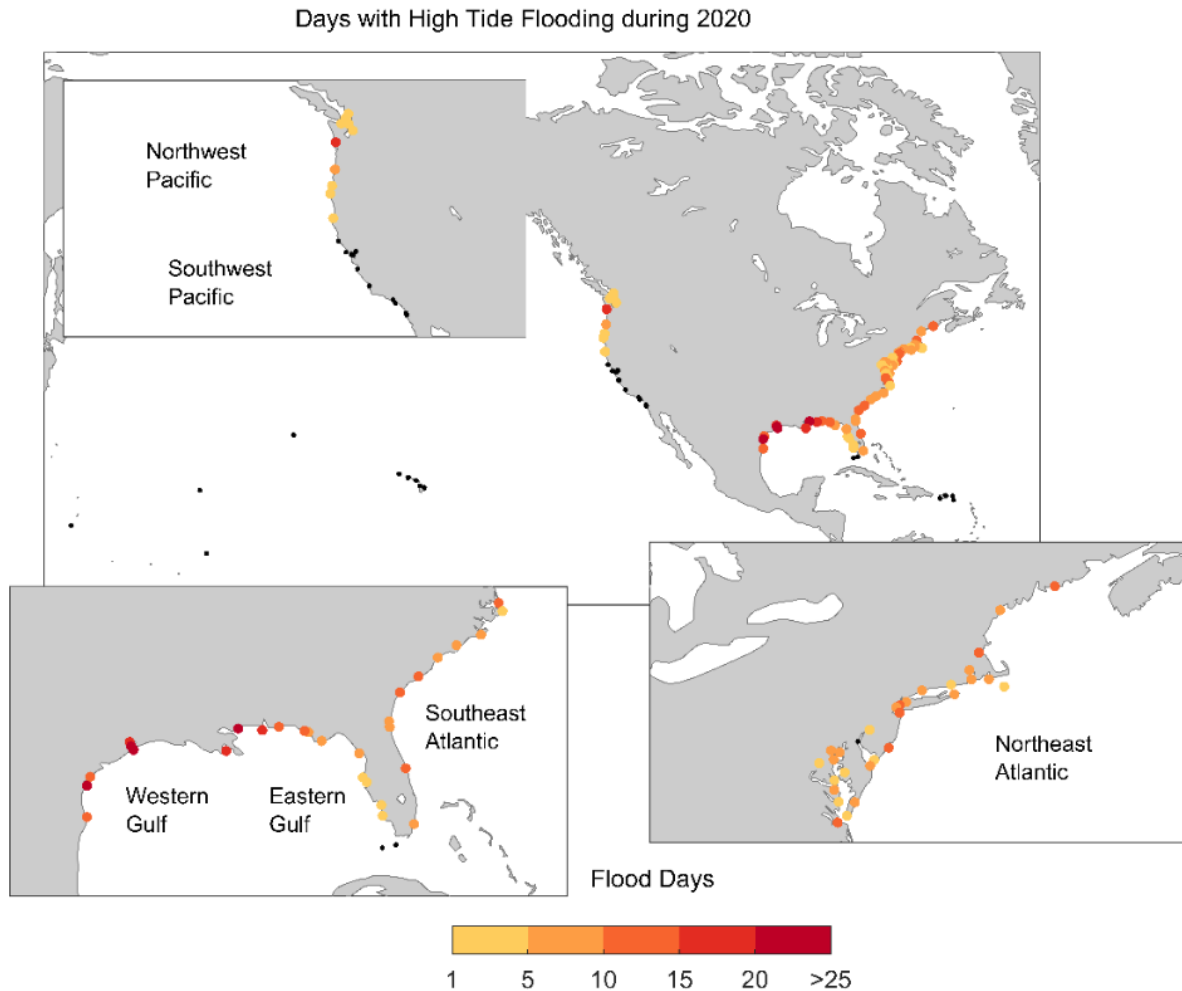 Days with High Tide Flooding during 2020
Northwest
Pacific
Southwest
Pacific
Southeast
Atlantic
Western
Gulf
Eastern
Gulf
Northeast
Atlantic
Flood Days
1 5 10 15 20 >25